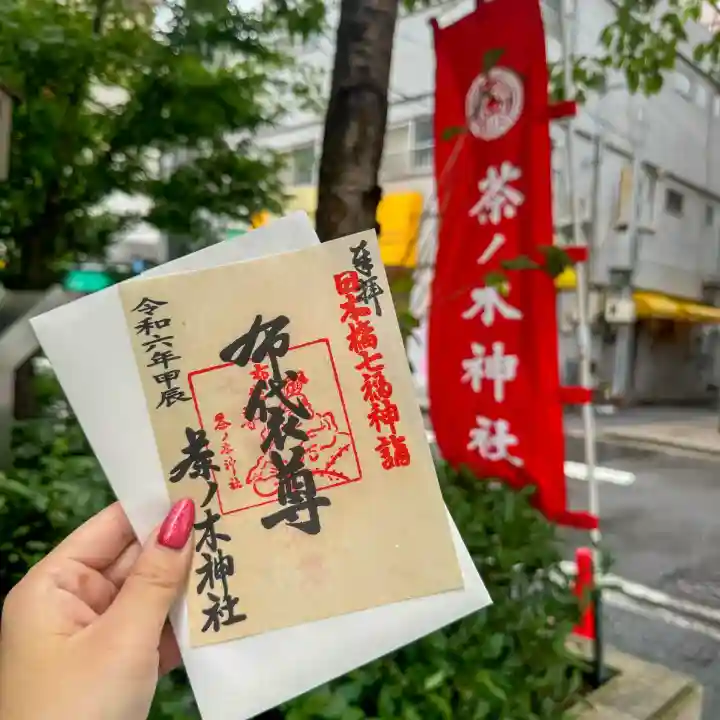 奉拝
日本橋七福神詣
布袋尊
茶ノ木神社
令和六年甲辰
茶ノ木神社
茶ノ木神社